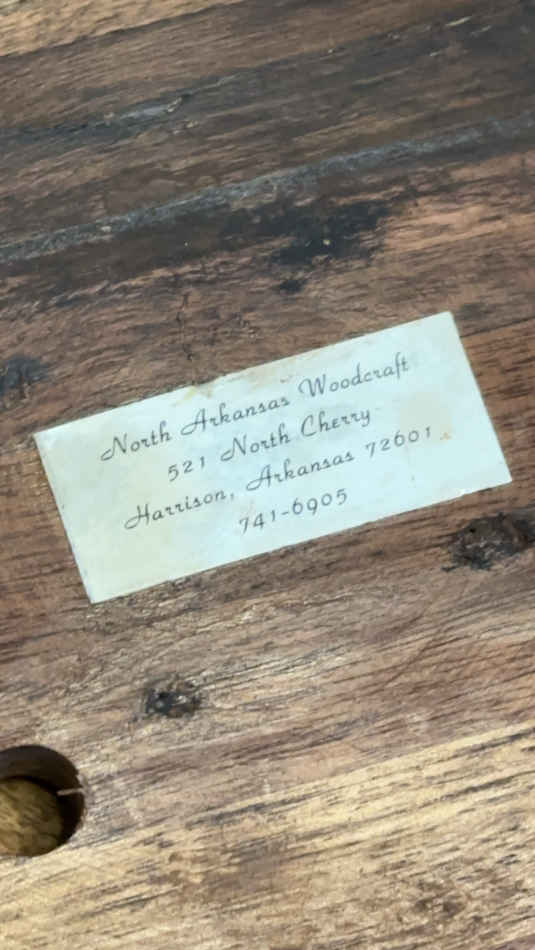 North Arkansas Woodcraft
521 North Cherry
Harrison, Arkansas 72601
741-6905